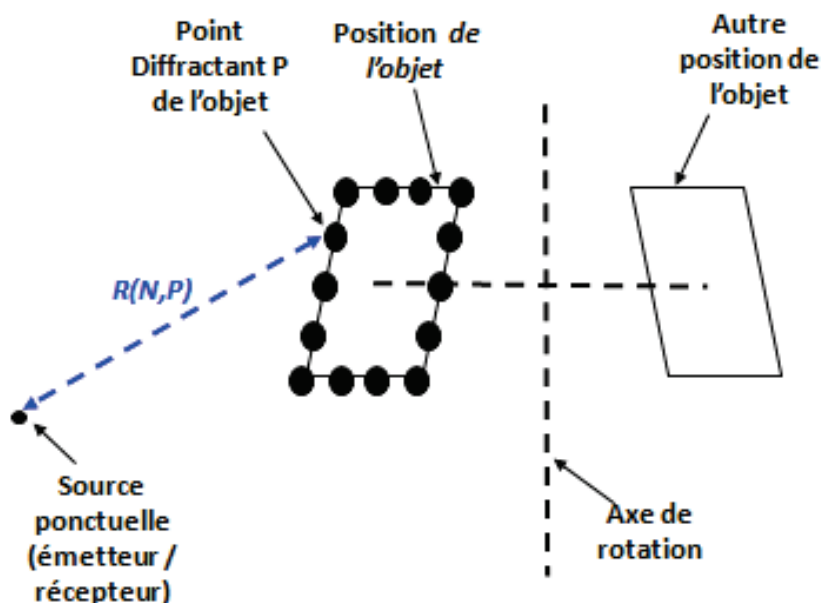 Point
Diffractant P
de l'objet
Position de
l'objet
Autre
position de
l'objet
R(N,P)
Source
ponctuelle
(émetteur /
récepteur)
Axe de
rotation